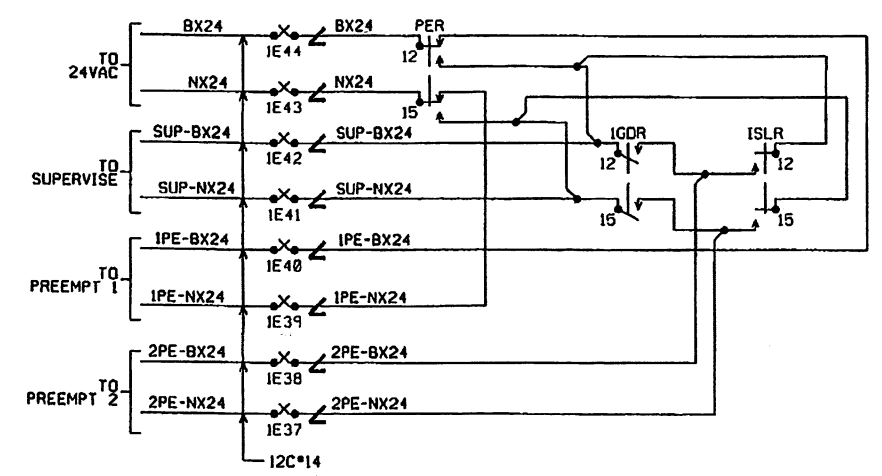 BX24 1E44 BX24 PER
TO
24VAC
12
NX24 1E43 NX24
15
SUP-BX24 1E42 SUP-BX24
1GDR ISLR
12 12
TO
SUPERVISE
SUP-NX24 1E41 SUP-NX24
15 15
1PE-BX24 1E40 1PE-BX24
TO
PREEMPT 1
1PE-NX24 1E39 1PE-NX24
2PE-BX24 1E38 2PE-BX24
TO
PREEMPT 2
2PE-NX24 1E37 2PE-NX24
12C#14